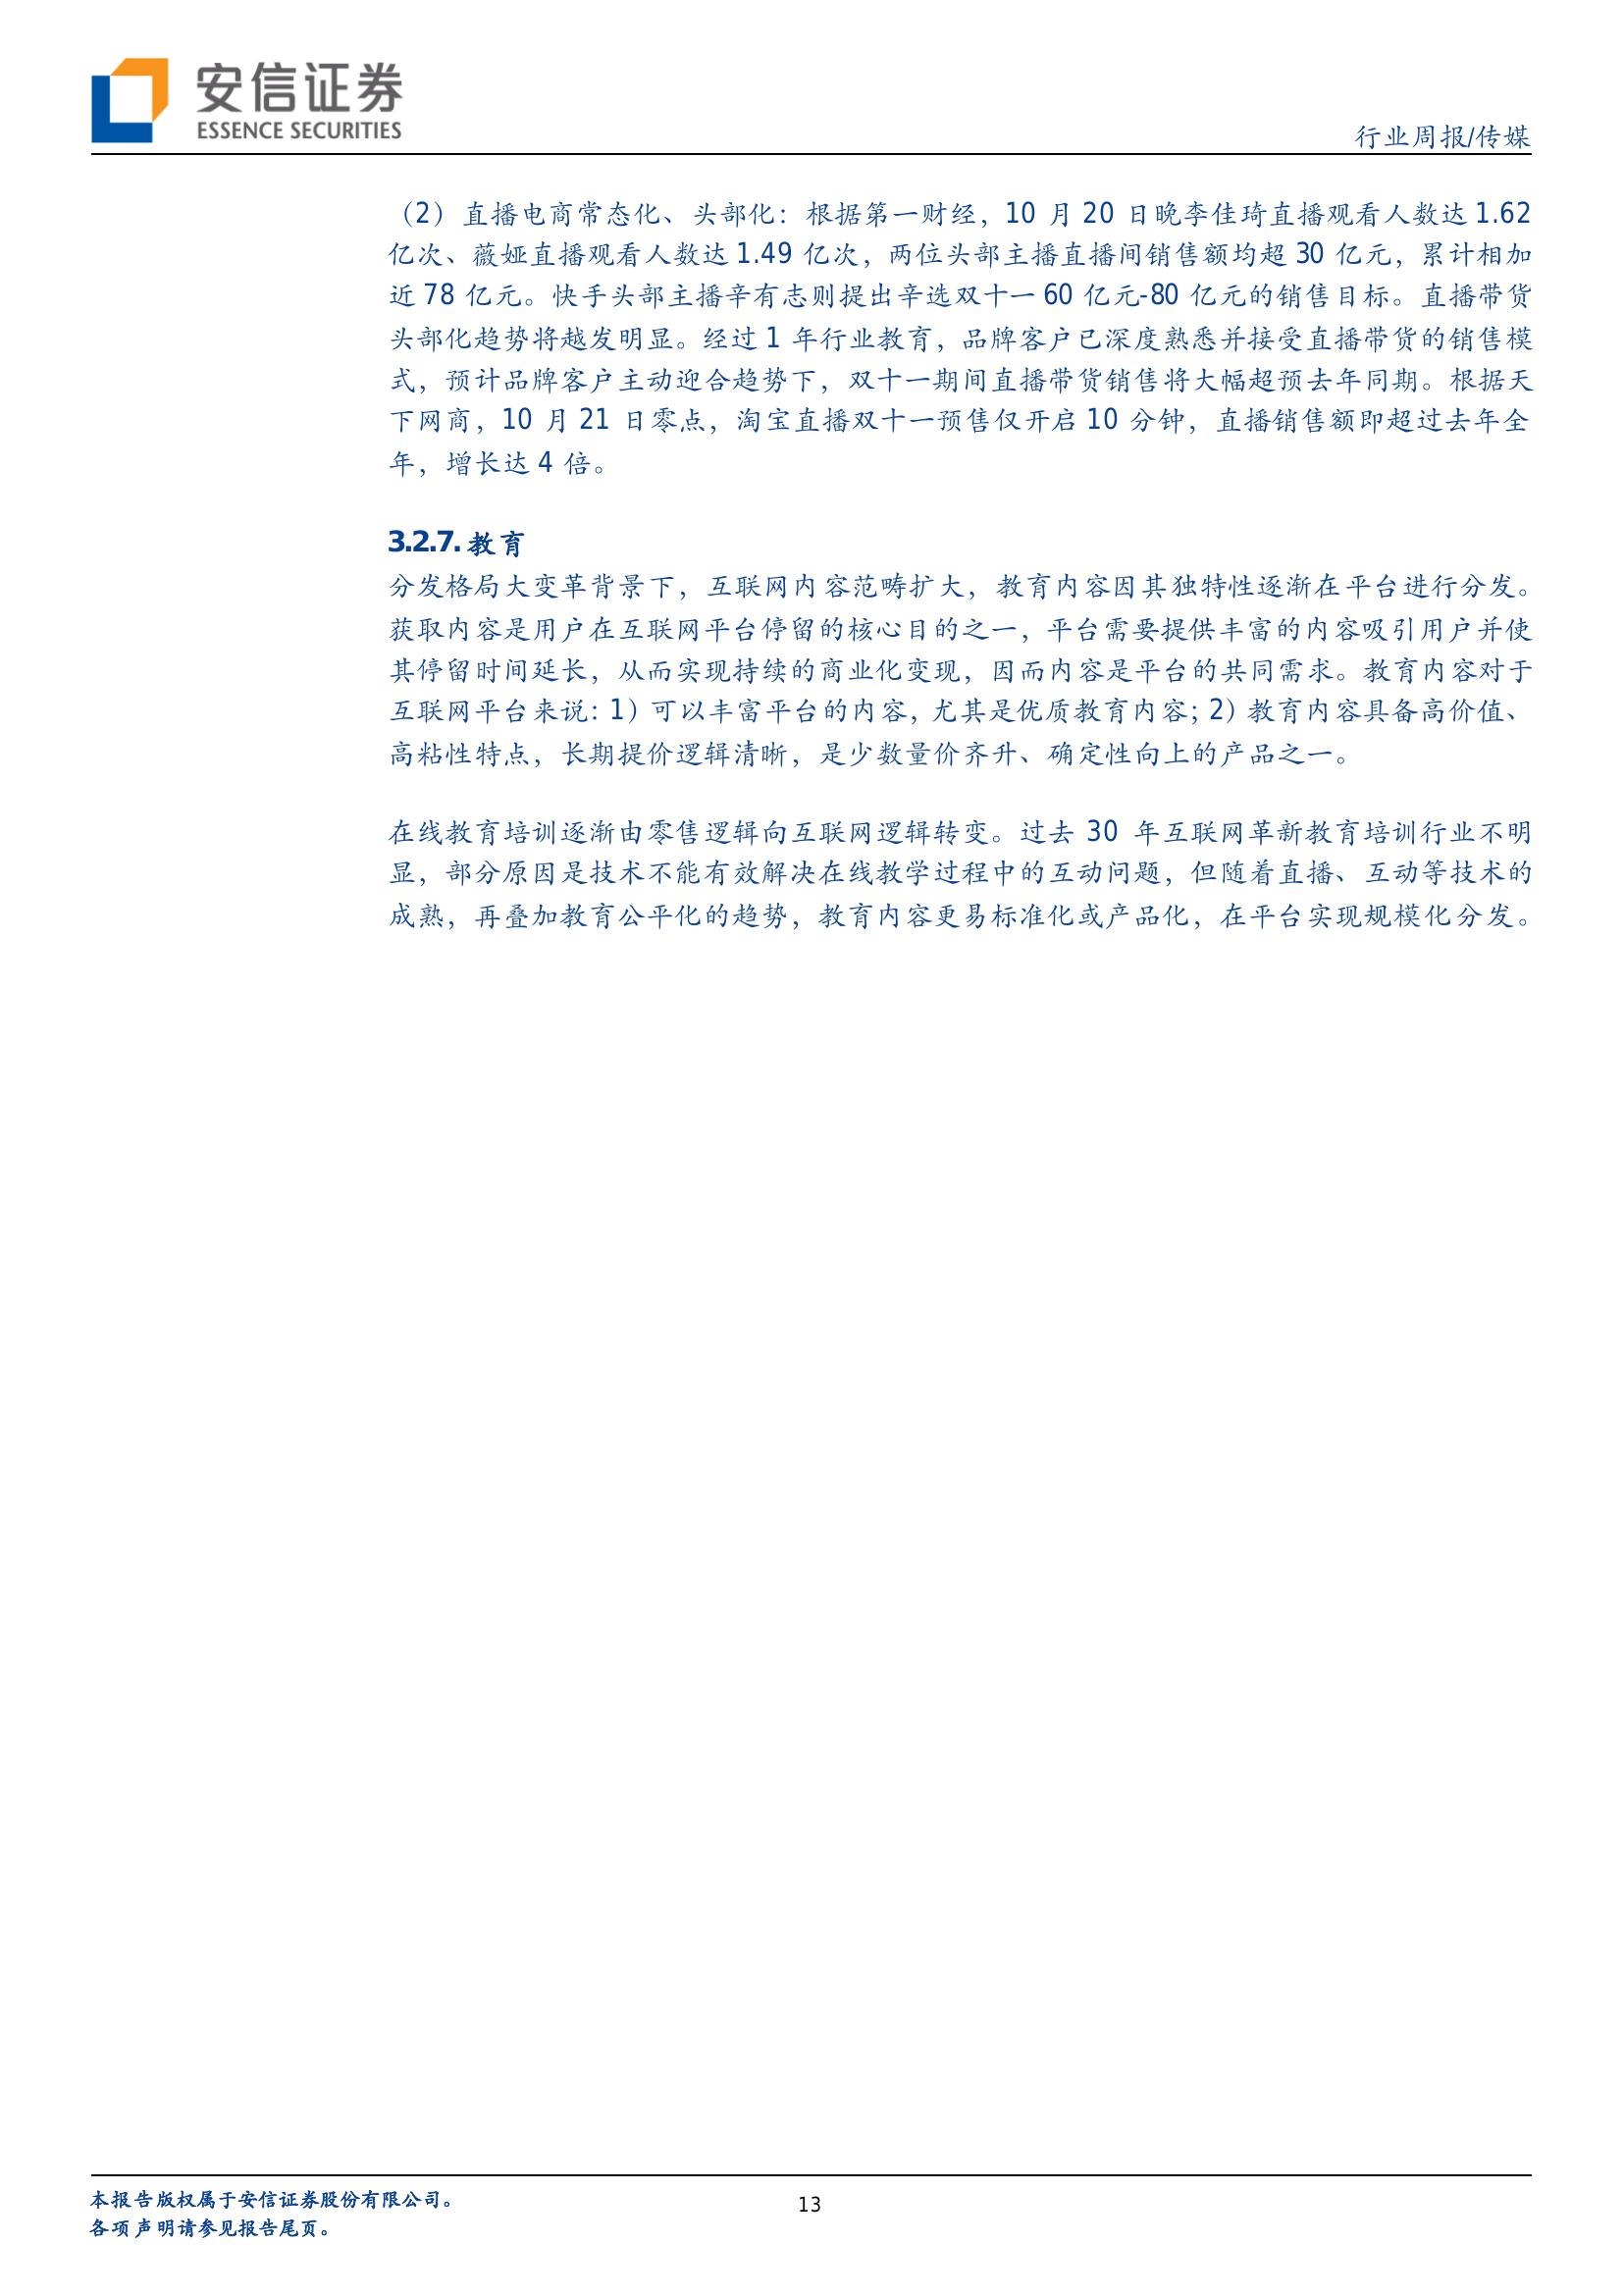 安信证券
ESSENCE SECURITIES
行业周报/传媒
（2）直播电商常态化、头部化：根据第一财经，10 月 20 日晚李佳琦直播观看人数达 1.62
亿次、薇娅直播观看人数达 1.49 亿次，两位头部主播直播间销售额均超 30 亿元，累计相加
近 78 亿元。快手头部主播辛有志则提出辛选双十一 60 亿元-80 亿元的销售目标。直播带货
头部化趋势将越发明显。经过 1 年行业教育，品牌客户已深度熟悉并接受直播带货的销售模
式，预计品牌客户主动迎合趋势下，双十一期间直播带货销售将大幅超预去年同期。根据天
下网商，10 月 21 日零点，淘宝直播双十一预售仅开启 10 分钟，直播销售额即超过去年全
年，增长达 4 倍。
3.2.7. 教育
分发格局大变革背景下，互联网内容范畴扩大，教育内容因其独特性逐渐在平台进行分发。
获取内容是用户在互联网平台停留的核心目的之一，平台需要提供丰富的内容吸引用户并使
其停留时间延长，从而实现持续的商业化变现，因而内容是平台的共同需求。教育内容对于
互联网平台来说：1）可以丰富平台的内容，尤其是优质教育内容；2）教育内容具备高价值、
高粘性特点，长期提价逻辑清晰，是少数量价齐升、确定性向上的产品之一。
在线教育培训逐渐由零售逻辑向互联网逻辑转变。过去 30 年互联网革新教育培训行业不明
显，部分原因是技术不能有效解决在线教学过程中的互动问题，但随着直播、互动等技术的
成熟，再叠加教育公平化的趋势，教育内容更易标准化或产品化，在平台实现规模化分发。
本报告版权属于安信证券股份有限公司。
13
各项声明请参见报告尾页。